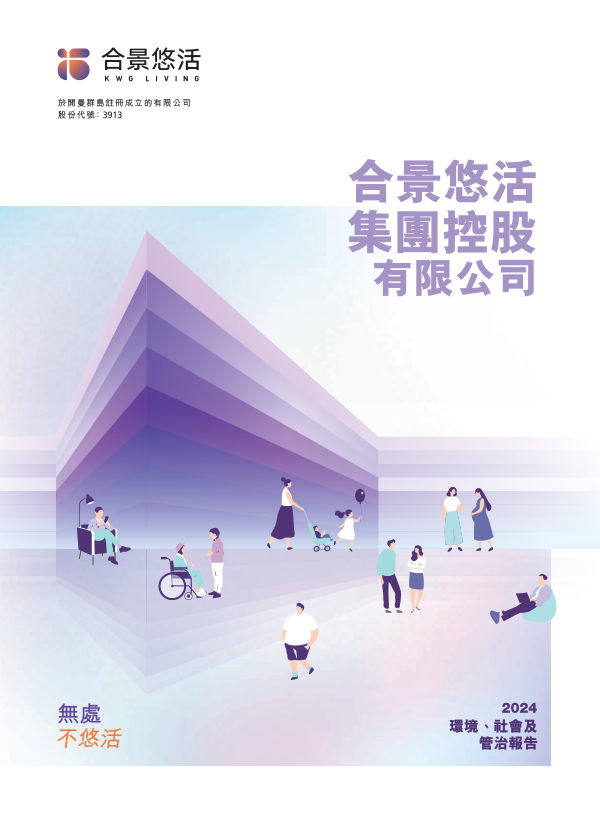 合景悠活
KWG LIVING
於開曼群島註冊成立的有限公司
股份代號: 3913
合景悠活
集團控股
有限公司
無處
不悠活
2024
環境、社會及
管治報告